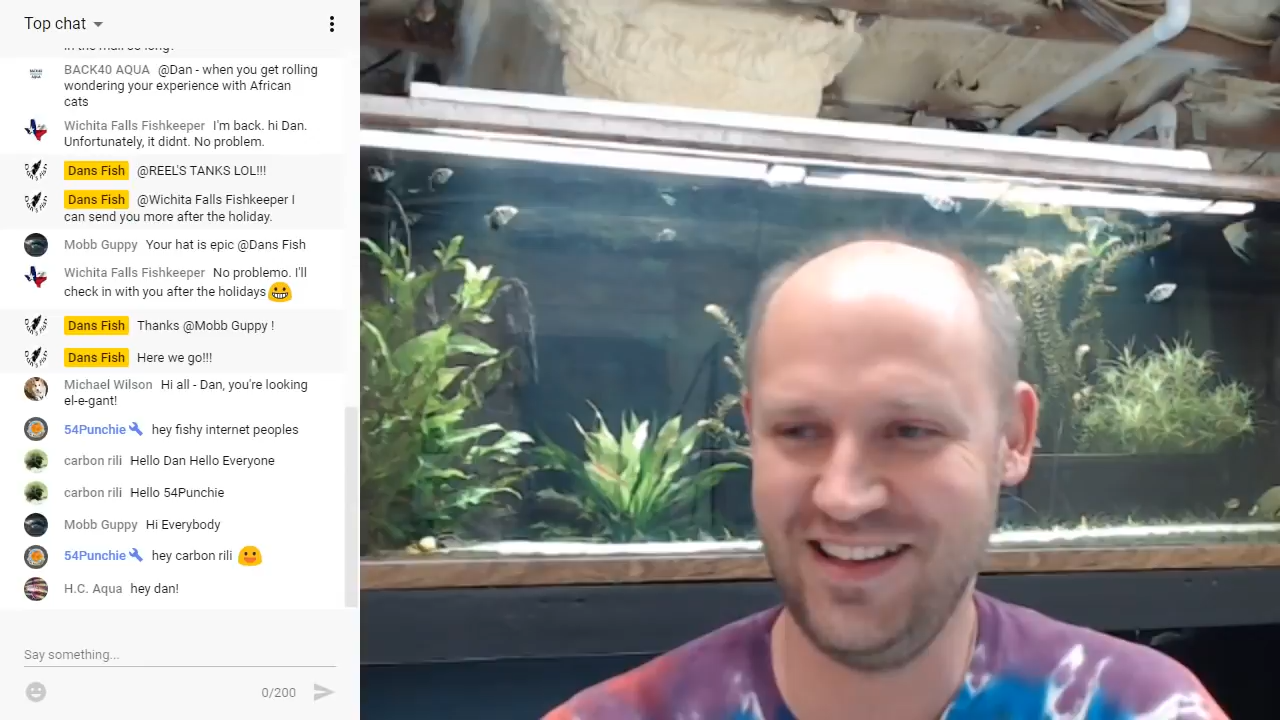 Top chat
in the mail so long?
BACK40 AQUA @Dan - when you get rolling
wondering your experience with African
cats
Wichita Falls Fishkeeper I'm back. hi Dan.
Unfortunately, it didnt. No problem.
Dans Fish @REEL'S TANKS LOL!!!
Dans Fish @Wichita Falls Fishkeeper I
can send you more after the holiday.
Mobb Guppy Your hat is epic @Dans Fish
Wichita Falls Fishkeeper No problemo. I'll
check in with you after the holidays
Dans Fish Thanks @Mobb Guppy !
Dans Fish Here we go!!!
Michael Wilson Hi all - Dan, you're looking
el-e-gant!
54Punchie hey fishy internet peoples
carbon rili Hello Dan Hello Everyone
carbon rili Hello 54Punchie
Mobb Guppy Hi Everybody
54Punchie hey carbon rili
H.C. Aqua hey dan!
Say something...
0/200